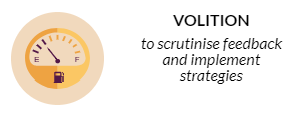 VOLITION
to scrutinise feedback
and implement
strategies
E F